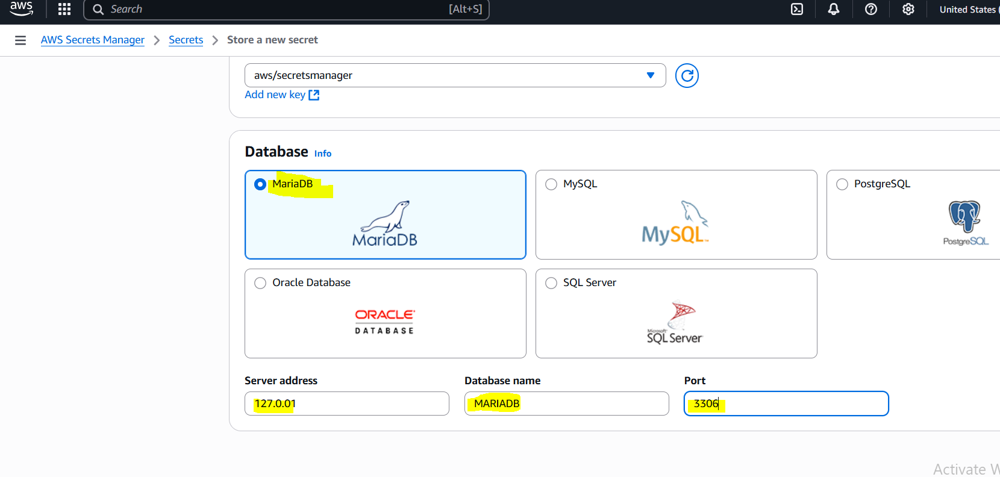 aws
Search [Alt+S]
United States (
AWS Secrets Manager > Secrets > Store a new secret
aws/secretsmanager
Add new key
Database Info
MariaDB
MySQL
PostgreSQL
MariaDB
MySQL™
PostgreSQL
Oracle Database
SQL Server
ORACLE®
DATABASE
Microsoft®
SQL Server
Server address
Database name
Port
127.0.01
MARIADB
3306
Activate W